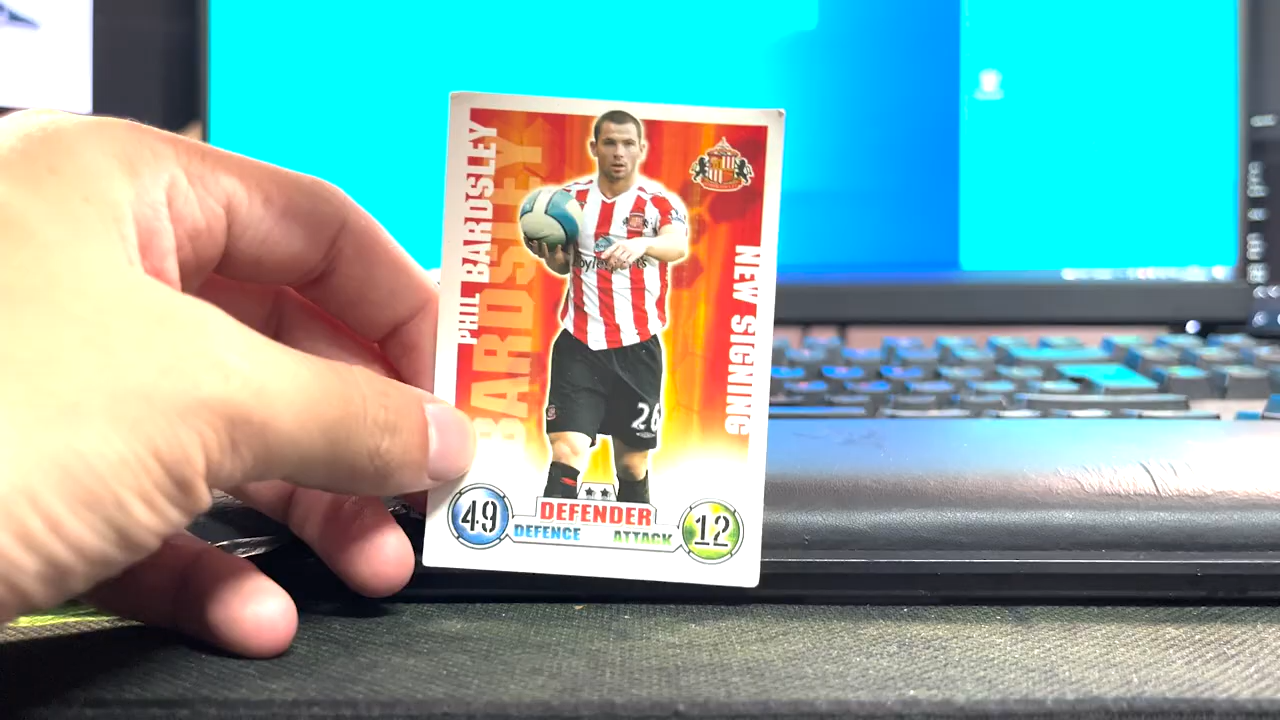 PHIL BARDSLEY
BARDSLEY
NEW SIGNING
26
DEFENDER
49
DEFENCE
ATTACK
12